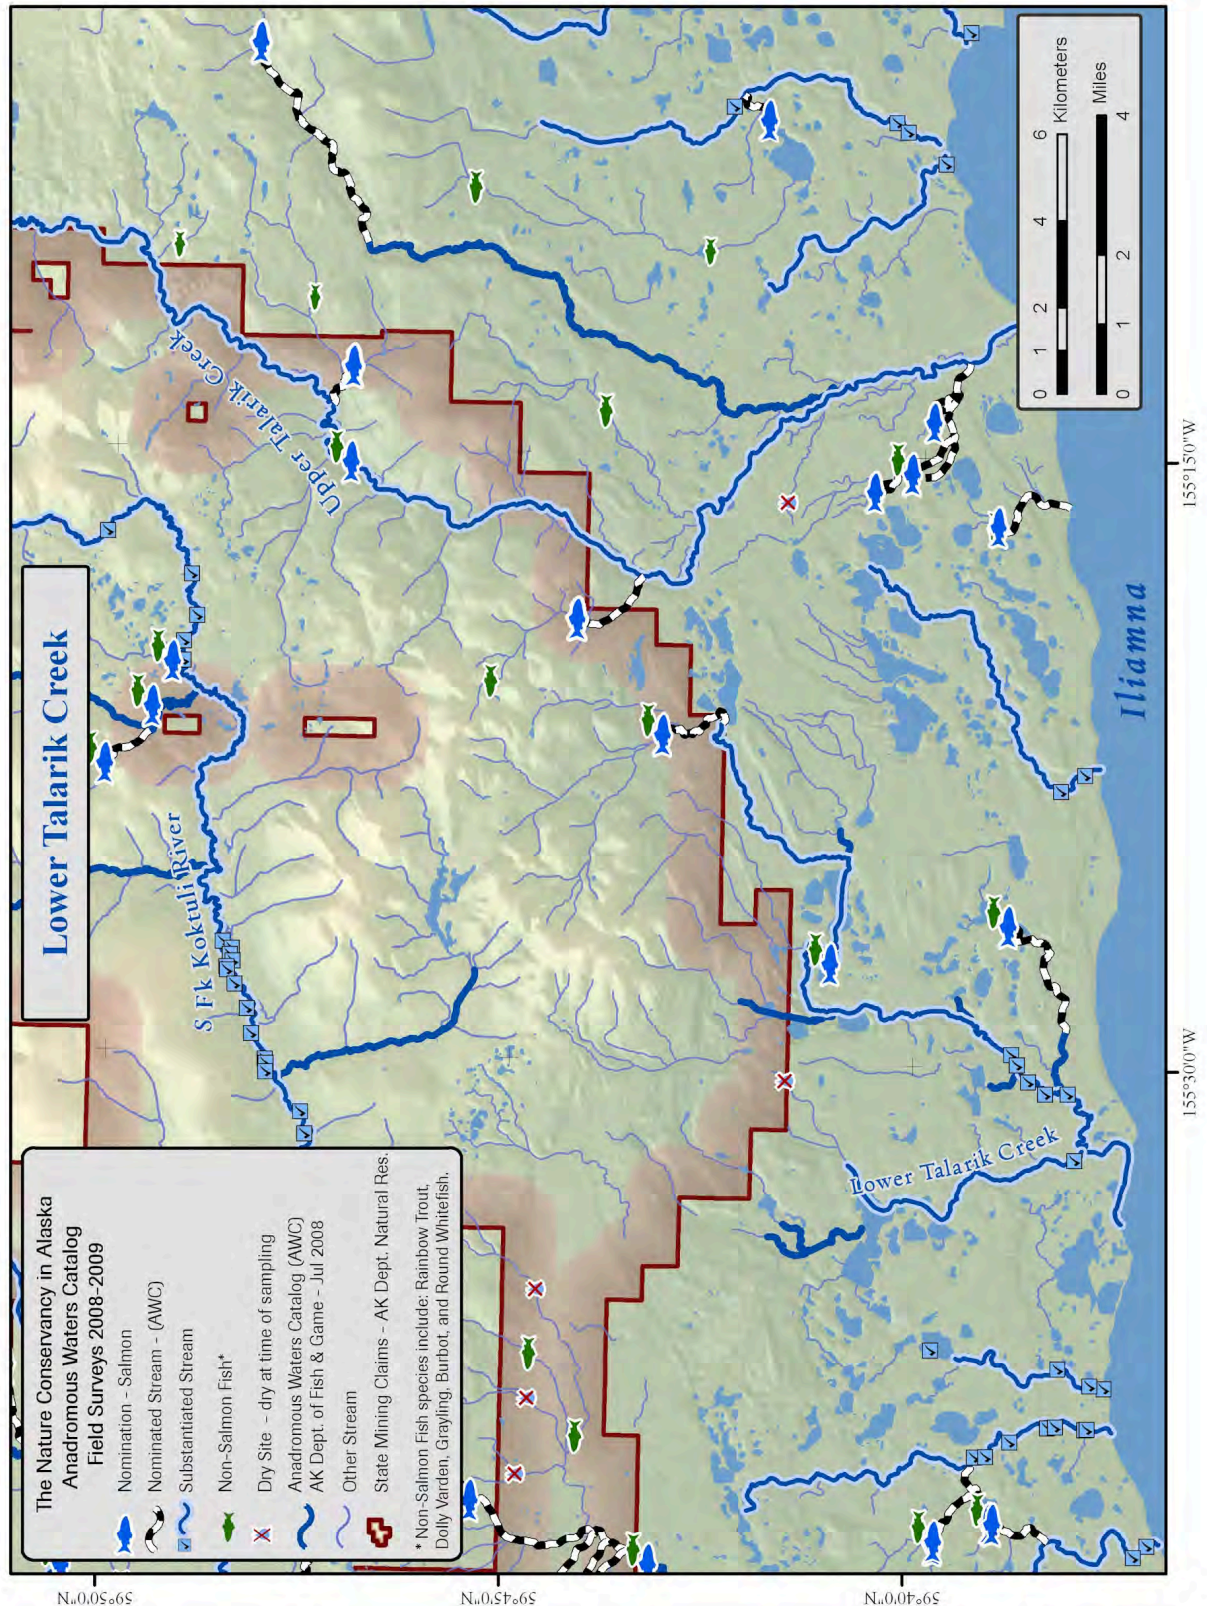 Lower Talarik Creek
The Nature Conservancy in Alaska
Anadromous Waters Catalog
Field Surveys 2008-2009
Nomination - Salmon
Nominated Stream - (AWC)
Substantiated Stream
Non-Salmon Fish*
Dry Site - dry at time of sampling
Anadromous Waters Catalog (AWC)
AK Dept. of Fish & Game - Jul 2008
Other Stream
State Mining Claims - AK Dept. Natural Res.
* Non-Salmon Fish species include: Rainbow Trout,
Dolly Varden, Grayling, Burbot, and Round Whitefish.
S Fk Koktuli River
Upper Talarik Creek
Lower Talarik Creek
Iliamna
0 1 2 4 6
Kilometers
Miles
0 1 2 4
59°50'0"N
59°45'0"N
59°40'0"N
155°30'0"W
155°15'0"W